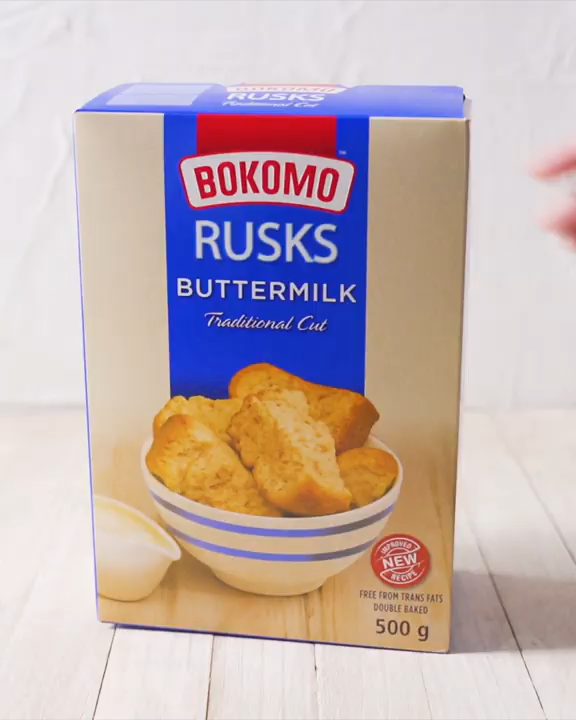 BOKOMO
RUSKS
Traditional Cut
BOKOMO
™
RUSKS
BUTTERMILK
Traditional Cut
IMPROVED
NEW
RECIPE
FREE FROM TRANS FATS
DOUBLE BAKED
500 g